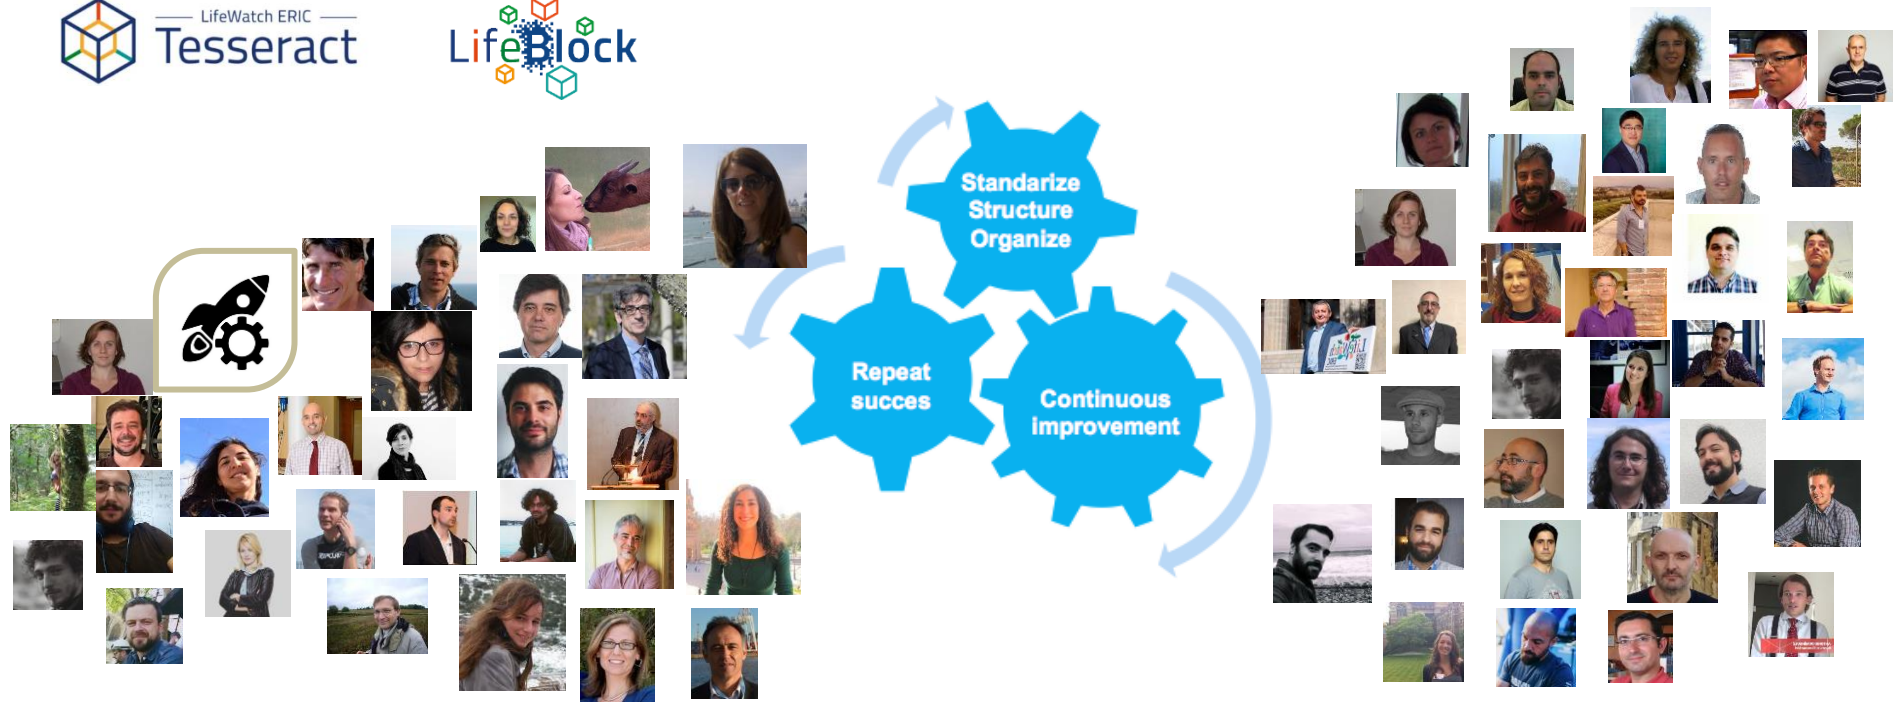 LifeWatch ERIC
Tesseract
LifeBlock
Standarize
Structure
Organize
Repeat
succes
Continuous
improvement